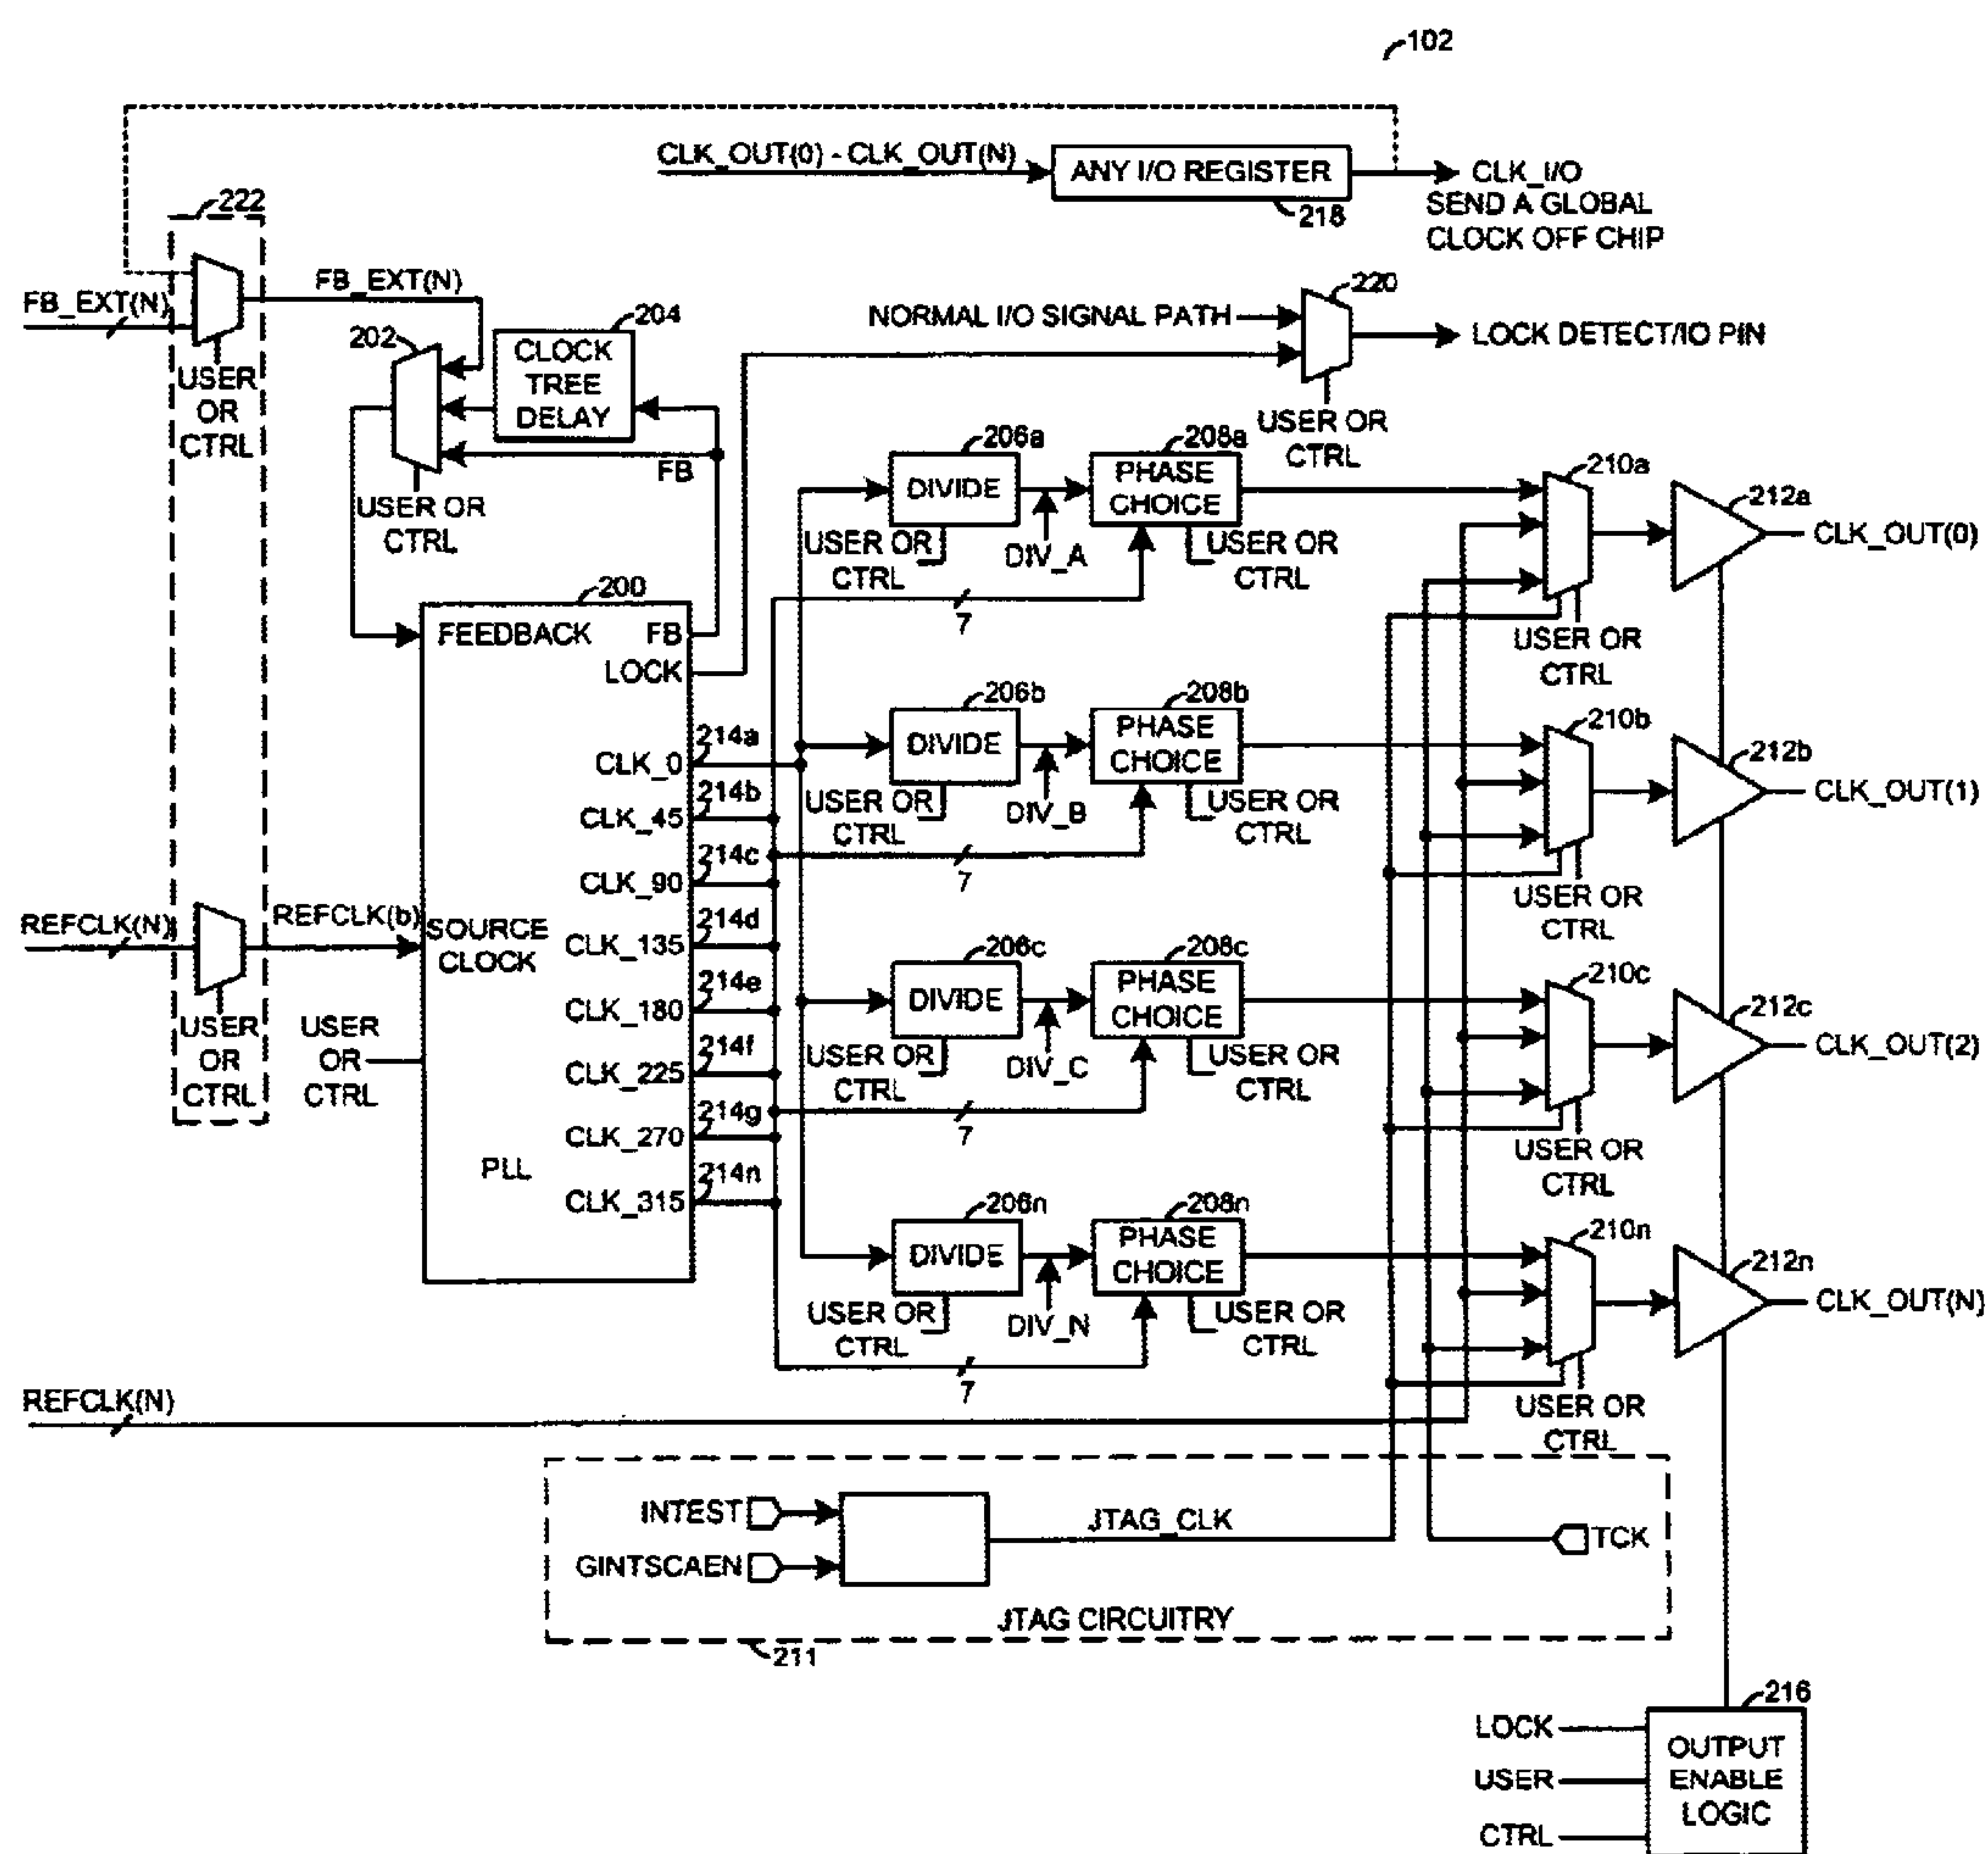 102
CLK_OUT(0) - CLK_OUT(N)
ANY I/O REGISTER
218
CLK_I/O
SEND A GLOBAL
CLOCK OFF CHIP
222
FB_EXT(N)
FB_EXT(N)
USER
OR
CTRL
202
204
CLOCK
TREE
DELAY
FB
USER OR
CTRL
220
NORMAL I/O SIGNAL PATH
LOCK DETECT/IO PIN
USER OR
CTRL
200
FEEDBACK
FB
LOCK
CLK_0
214a
CLK_45
214b
CLK_90
214c
CLK_135
214d
CLK_180
214e
CLK_225
214f
CLK_270
214g
CLK_315
214n
SOURCE
CLOCK
PLL
REFCLK(N)
REFCLK(b)
USER
OR
CTRL
USER
OR
CTRL
206a
DIVIDE
USER OR
CTRL
DIV_A
208a
PHASE
CHOICE
USER OR
CTRL
7
210a
USER OR
CTRL
212a
CLK_OUT(0)
206b
DIVIDE
USER OR
CTRL
DIV_B
208b
PHASE
CHOICE
USER OR
CTRL
7
210b
USER OR
CTRL
212b
CLK_OUT(1)
206c
DIVIDE
USER OR
CTRL
DIV_C
208c
PHASE
CHOICE
USER OR
CTRL
7
210c
USER OR
CTRL
212c
CLK_OUT(2)
206n
DIVIDE
USER OR
CTRL
DIV_N
208n
PHASE
CHOICE
USER OR
CTRL
7
210n
USER OR
CTRL
212n
CLK_OUT(N)
REFCLK(N)
INTEST
GINTSCAEN
JTAG_CLK
TCK
JTAG CIRCUITRY
211
216
LOCK
USER
CTRL
OUTPUT
ENABLE
LOGIC